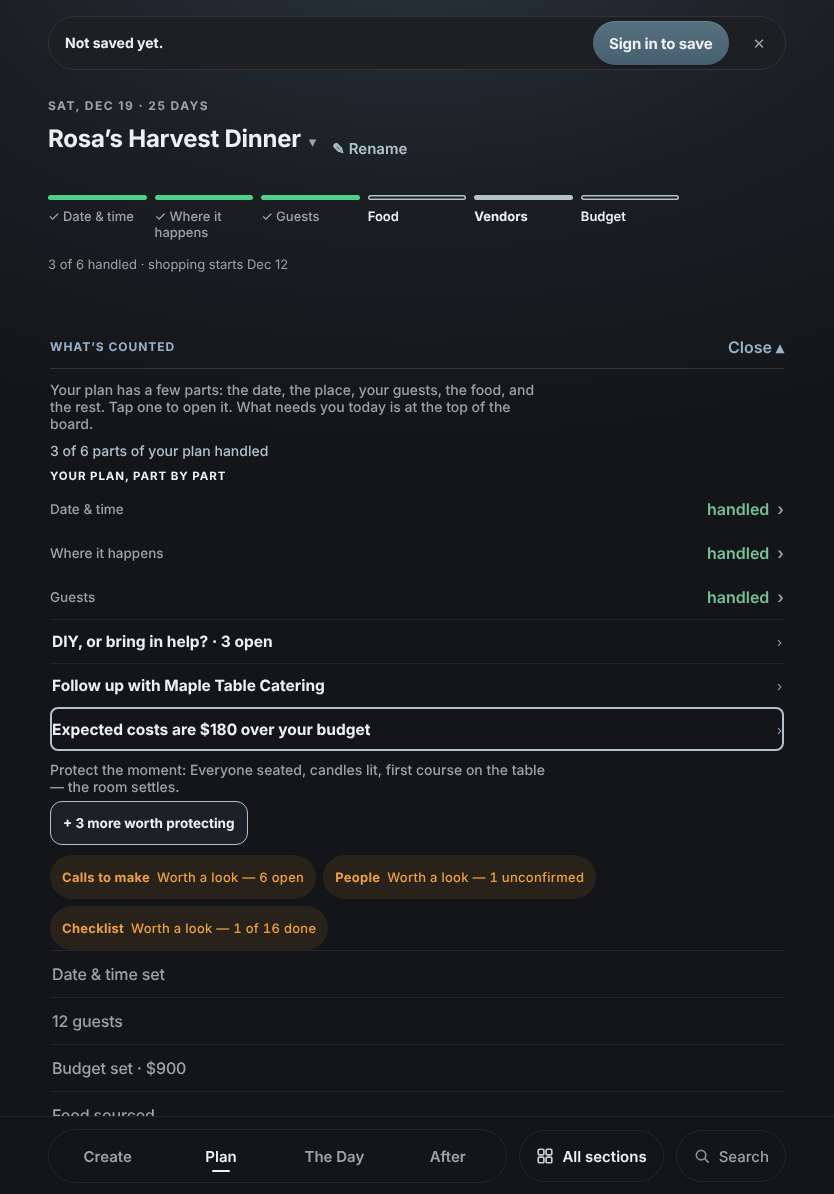 Not saved yet.
Sign in to save ×
SAT, DEC 19 · 25 DAYS
Rosa’s Harvest Dinner ▾ ✎ Rename
✓ Date & time
✓ Where it happens
✓ Guests
Food
Vendors
Budget
3 of 6 handled · shopping starts Dec 12
WHAT’S COUNTED
Close ▴
Your plan has a few parts: the date, the place, your guests, the food, and
the rest. Tap one to open it. What needs you today is at the top of the
board.
3 of 6 parts of your plan handled
YOUR PLAN, PART BY PART
Date & time handled ›
Where it happens handled ›
Guests handled ›
DIY, or bring in help? · 3 open ›
Follow up with Maple Table Catering ›
Expected costs are $180 over your budget ›
Protect the moment: Everyone seated, candles lit, first course on the table
— the room settles.
+ 3 more worth protecting
Calls to make Worth a look — 6 open
People Worth a look — 1 unconfirmed
Checklist Worth a look — 1 of 16 done
Date & time set
12 guests
Budget set · $900
Food sourced
Create Plan The Day After
All sections
Search